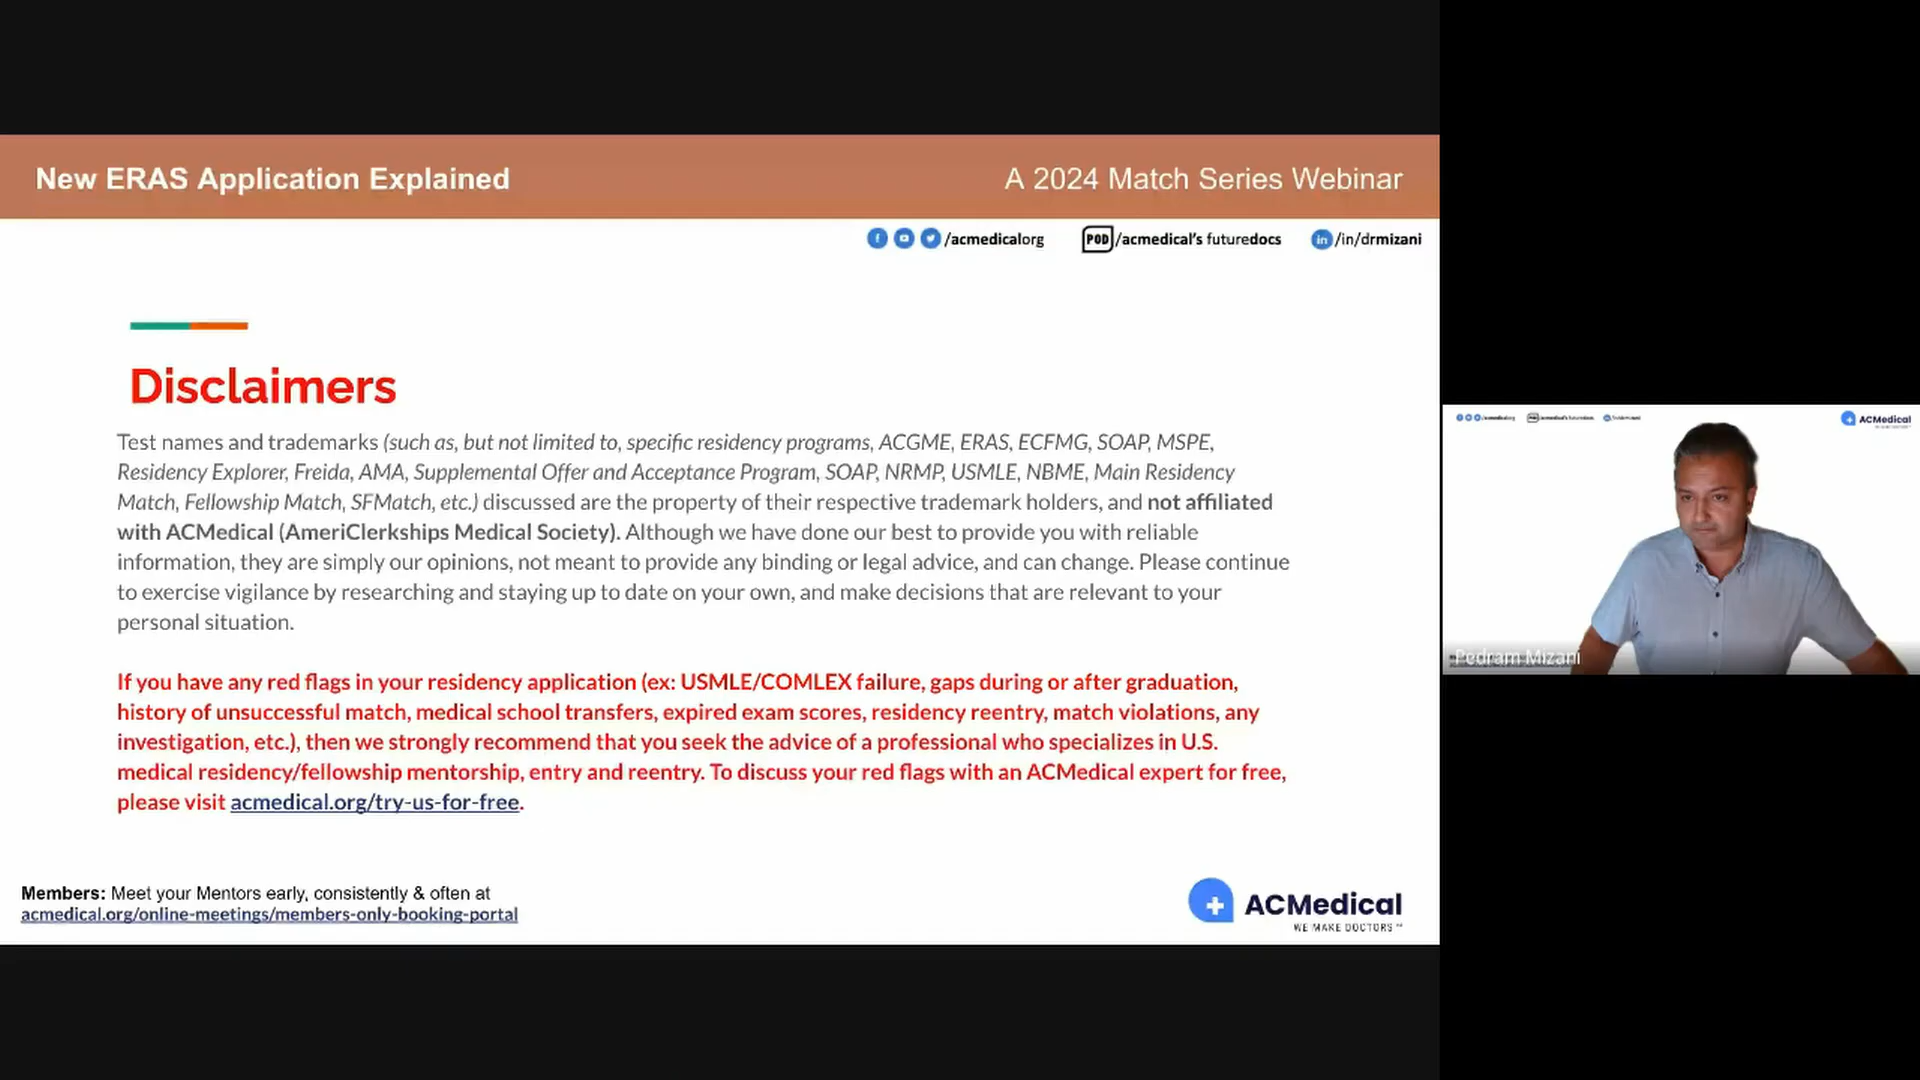 New ERAS Application Explained
A 2024 Match Series Webinar
/acmedicalorg
POD /acmedical's futuredocs
in /in/drmizani
Disclaimers
Test names and trademarks (such as, but not limited to, specific residency programs, ACGME, ERAS, ECFMG, SOAP, MSPE,
Residency Explorer, Freida, AMA, Supplemental Offer and Acceptance Program, SOAP, NRMP, USMLE, NBME, Main Residency
Match, Fellowship Match, SFMatch, etc.) discussed are the property of their respective trademark holders, and not affiliated
with ACMedical (AmeriClerkships Medical Society). Although we have done our best to provide you with reliable
information, they are simply our opinions, not meant to provide any binding or legal advice, and can change. Please continue
to exercise vigilance by researching and staying up to date on your own, and make decisions that are relevant to your
personal situation.
If you have any red flags in your residency application (ex: USMLE/COMLEX failure, gaps during or after graduation,
history of unsuccessful match, medical school transfers, expired exam scores, residency reentry, match violations, any
investigation, etc.), then we strongly recommend that you seek the advice of a professional who specializes in U.S.
medical residency/fellowship mentorship, entry and reentry. To discuss your red flags with an ACMedical expert for free,
please visit acmedical.org/try-us-for-free.
Members: Meet your Mentors early, consistently & often at
acmedical.org/online-meetings/members-only-booking-portal
ACMedical
WE MAKE DOCTORS™
ACMedical
Pedram Mizani